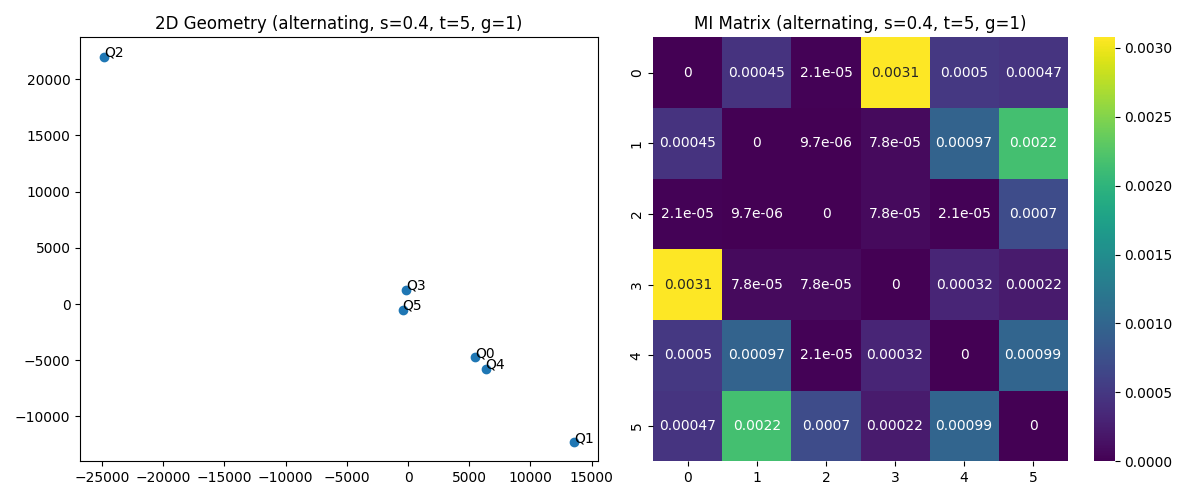 2D Geometry (alternating, s=0.4, t=5, g=1)
Q2
Q3
Q5
Q0
Q4
Q1
20000
15000
10000
5000
0
−5000
−10000
−25000 −20000 −15000 −10000 −5000 0 5000 10000 15000
MI Matrix (alternating, s=0.4, t=5, g=1)
0 0 0.00045 2.1e-05 0.0031 0.0005 0.00047
1 0.00045 0 9.7e-06 7.8e-05 0.00097 0.0022
2 2.1e-05 9.7e-06 0 7.8e-05 2.1e-05 0.0007
3 0.0031 7.8e-05 7.8e-05 0 0.00032 0.00022
4 0.0005 0.00097 2.1e-05 0.00032 0 0.00099
5 0.00047 0.0022 0.0007 0.00022 0.00099 0
0 1 2 3 4 5
0.0030
0.0025
0.0020
0.0015
0.0010
0.0005
0.0000